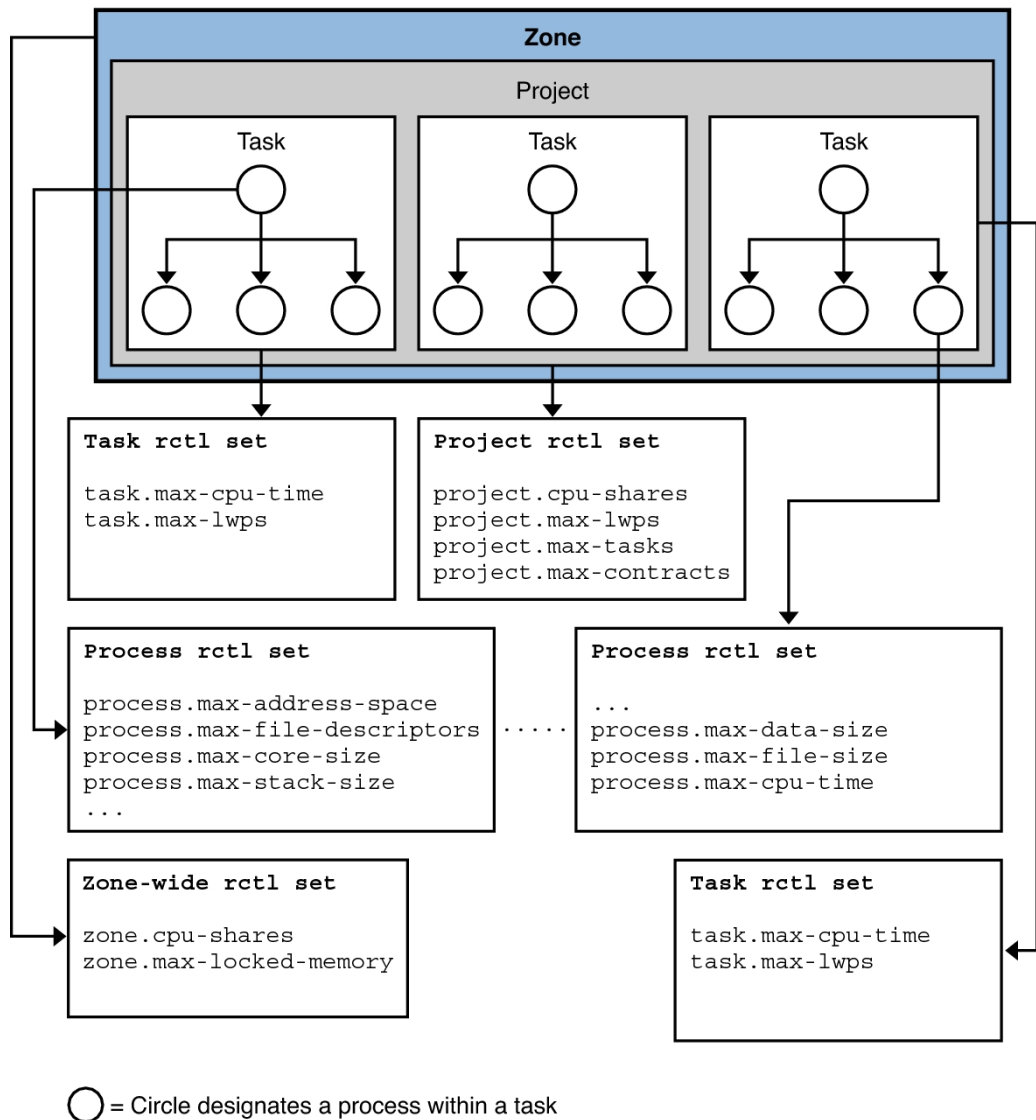 Zone
Project
Task
Task
Task
Task rctl set
task.max-cpu-time
task.max-lwps
Project rctl set
project.cpu-shares
project.max-lwps
project.max-tasks
project.max-contracts
Process rctl set
process.max-address-space
process.max-file-descriptors
process.max-core-size
process.max-stack-size
...
.....
Process rctl set
...
process.max-data-size
process.max-file-size
process.max-cpu-time
Zone-wide rctl set
zone.cpu-shares
zone.max-locked-memory
Task rctl set
task.max-cpu-time
task.max-lwps
= Circle designates a process within a task